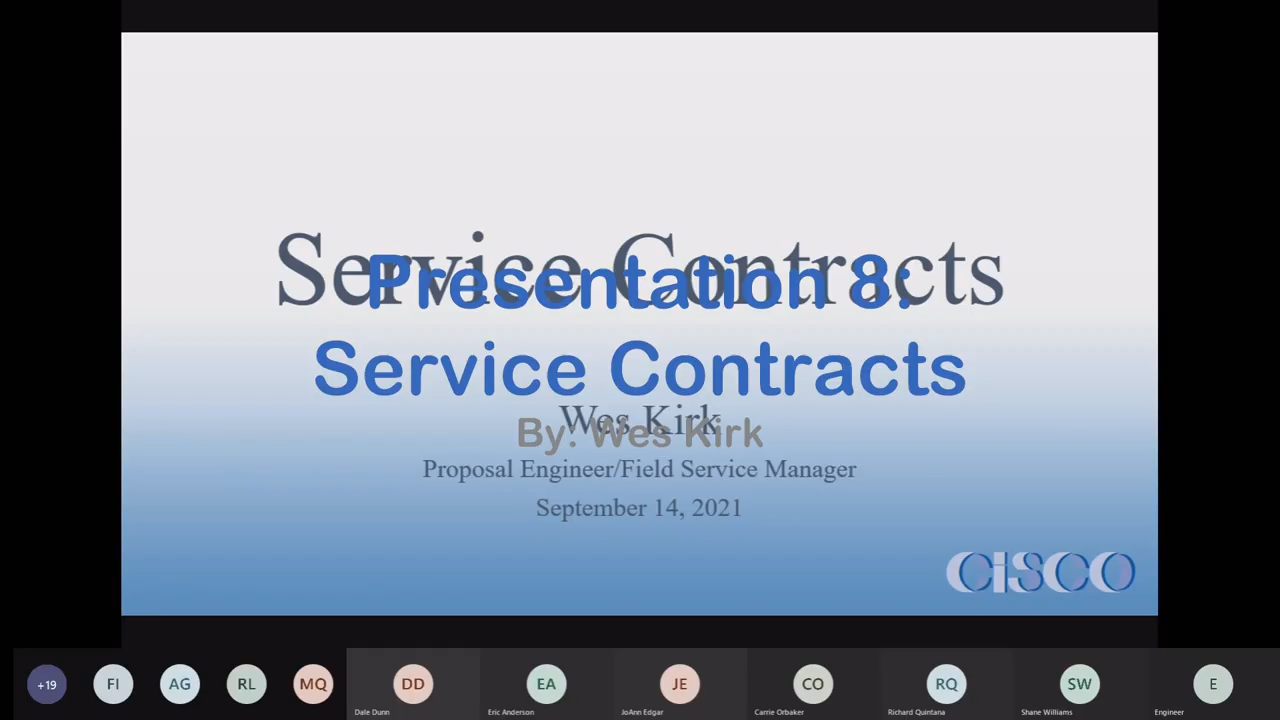 Service Contracts
Presentation 8:
Service Contracts
Wes Kirk
By: Wes Kirk
Proposal Engineer/Field Service Manager
September 14, 2021
CISCO
+19
FI
AG
RL
MQ
DD
EA
JE
CO
RQ
SW
E
Dale Dunn
Eric Anderson
JoAnn Edgar
Carrie Orbaker
Richard Quintana
Shane Williams
Engineer